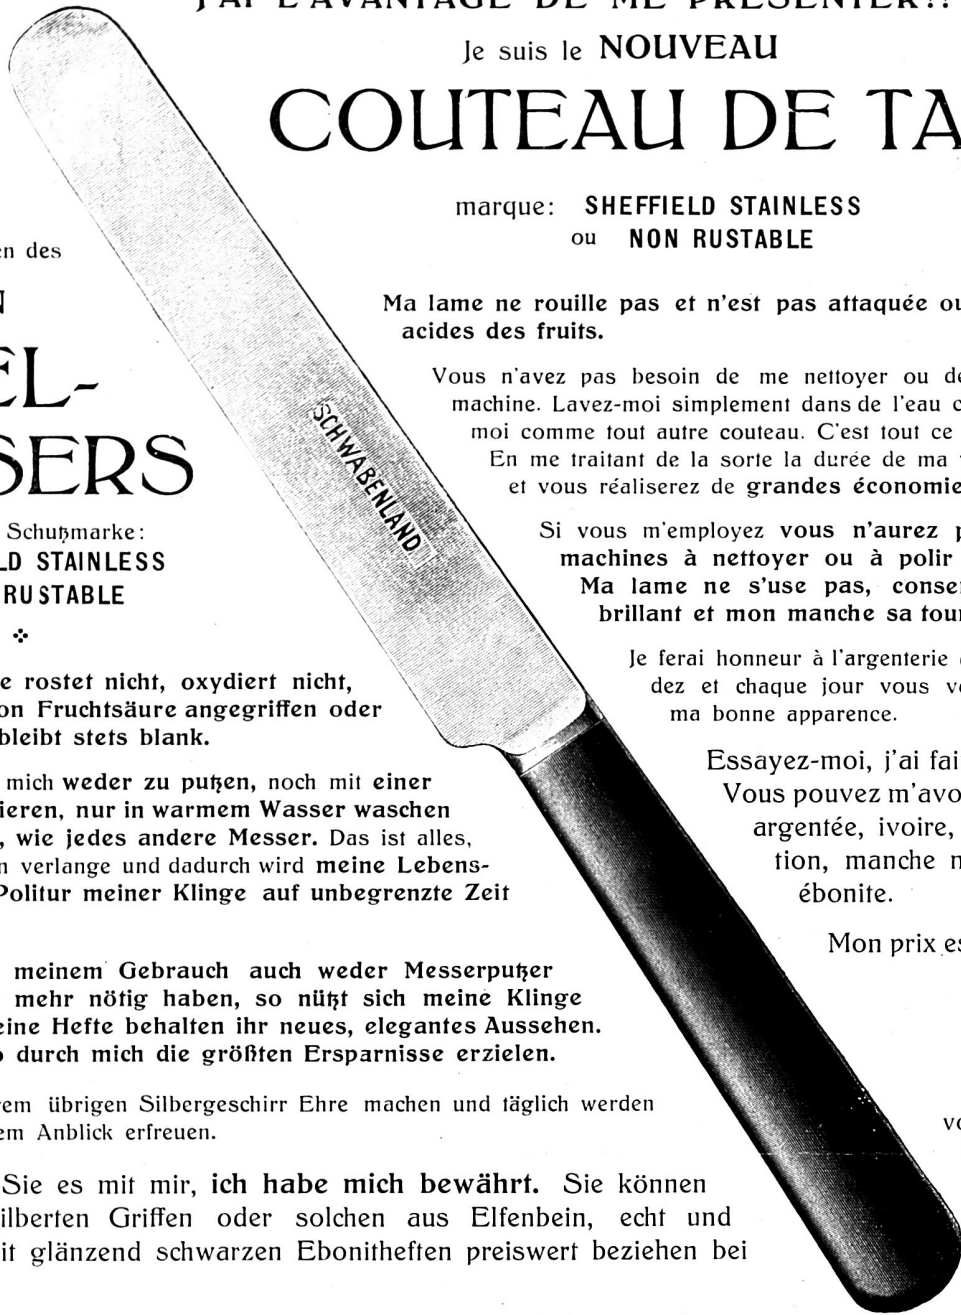 J'AI L'AVANTAGE DE ME PRÉSENTER!!
Je suis le NOUVEAU
COUTEAU DE TA
marque: SHEFFIELD STAINLESS
ou NON RUSTABLE
Ma lame ne rouille pas et n'est pas attaquée ou
acides des fruits.
Vous n'avez pas besoin de me nettoyer ou de
machine. Lavez-moi simplement dans de l'eau c
moi comme tout autre couteau. C'est tout ce
En me traitant de la sorte la durée de ma
et vous réaliserez de grandes économie
Si vous m'employez vous n'aurez p
machines à nettoyer ou à polir
Ma lame ne s'use pas, conse
brillant et mon manche sa tour
Je ferai honneur à l'argenterie
dez et chaque jour vous ve
ma bonne apparence.
Essayez-moi, j'ai fai
Vous pouvez m'avo
argentée, ivoire,
tion, manche n
ébonite.
Mon prix es
vo
SCHWABENLAND
en des
N
EL-
SERS
Schutzmarke:
LD STAINLESS
RUSTABLE
e rostet nicht, oxydiert nicht,
on Fruchtsäure angegriffen oder
bleibt stets blank.
mich weder zu putzen, noch mit einer
ieren, nur in warmem Wasser waschen
, wie jedes andere Messer. Das ist alles,
n verlange und dadurch wird meine Lebens-
Politur meiner Klinge auf unbegrenzte Zeit
meinem Gebrauch auch weder Messerputzer
mehr nötig haben, so nützt sich meine Klinge
eine Hefte behalten ihr neues, elegantes Aussehen.
o durch mich die größten Ersparnisse erzielen.
rem übrigen Silbergeschirr Ehre machen und täglich werden
em Anblick erfreuen.
Sie es mit mir, ich habe mich bewährt. Sie können
ilberten Griffen oder solchen aus Elfenbein, echt und
it glänzend schwarzen Ebonitheften preiswert beziehen bei